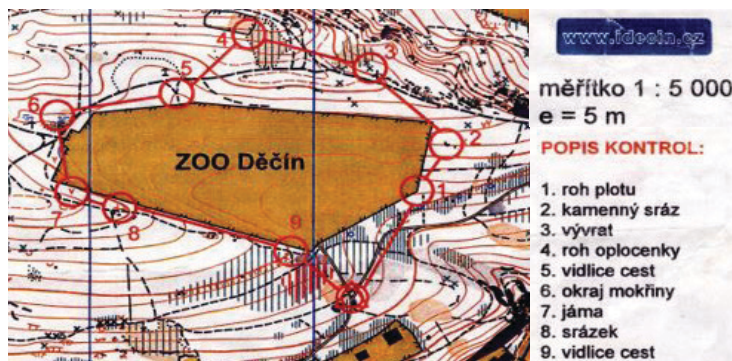 4
3
5
6
2
ZOO Děčín
1
7
8
9
www.idecin.cz
měřítko 1 : 5 000
e = 5 m
POPIS KONTROL:
1. roh plotu
2. kamenný sráz
3. vývrat
4. roh oplocenky
5. vidlice cest
6. okraj mokřiny
7. jáma
8. srázek
9. vidlice cest